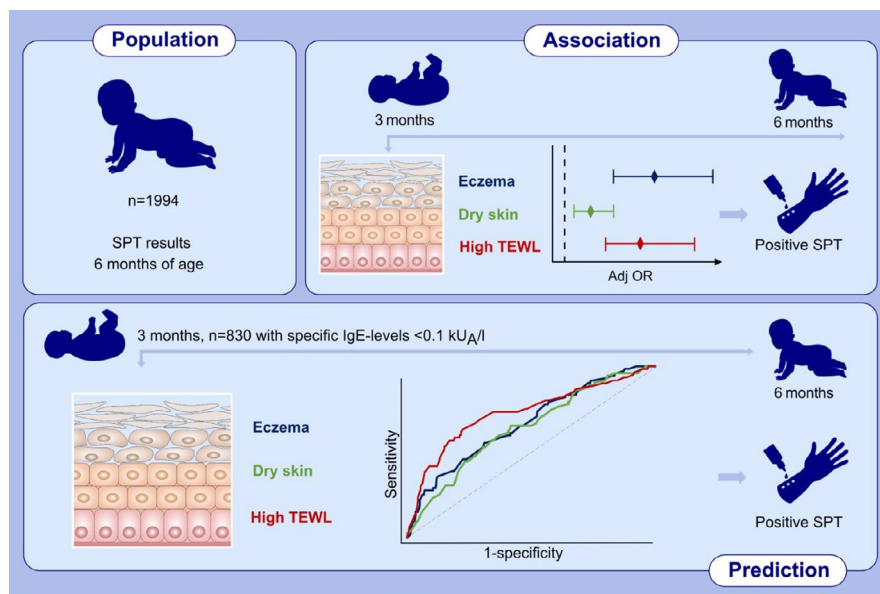 Population
n=1994
SPT results
6 months of age
Association
3 months
6 months
Eczema
Dry skin
High TEWL
Adj OR
Positive SPT
3 months, n=830 with specific IgE-levels <0.1 kUA/l
6 months
Eczema
Dry skin
High TEWL
Sensitivity
1-specificity
Positive SPT
Prediction